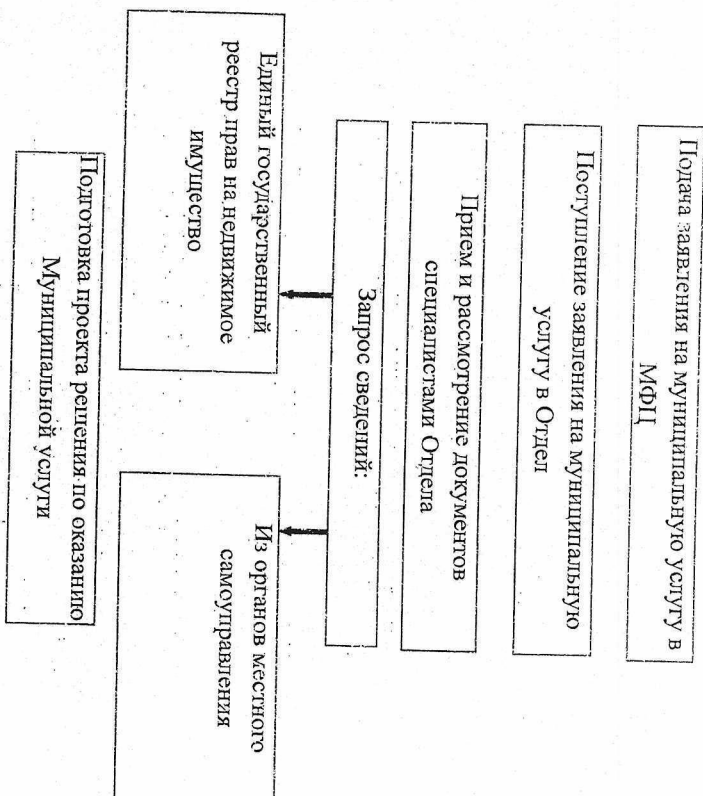 Подача заявления на муниципальную услугу в
МФЦ
Поступление заявления на муниципальную
услугу в Отдел
Прием и рассмотрение документов
специалистами Отдела
Запрос сведений:
Единый государственный
реестр прав на недвижимое
имущество
Из органов местного
самоуправления
Подготовка проекта решения по оказанию
Муниципальной услуги